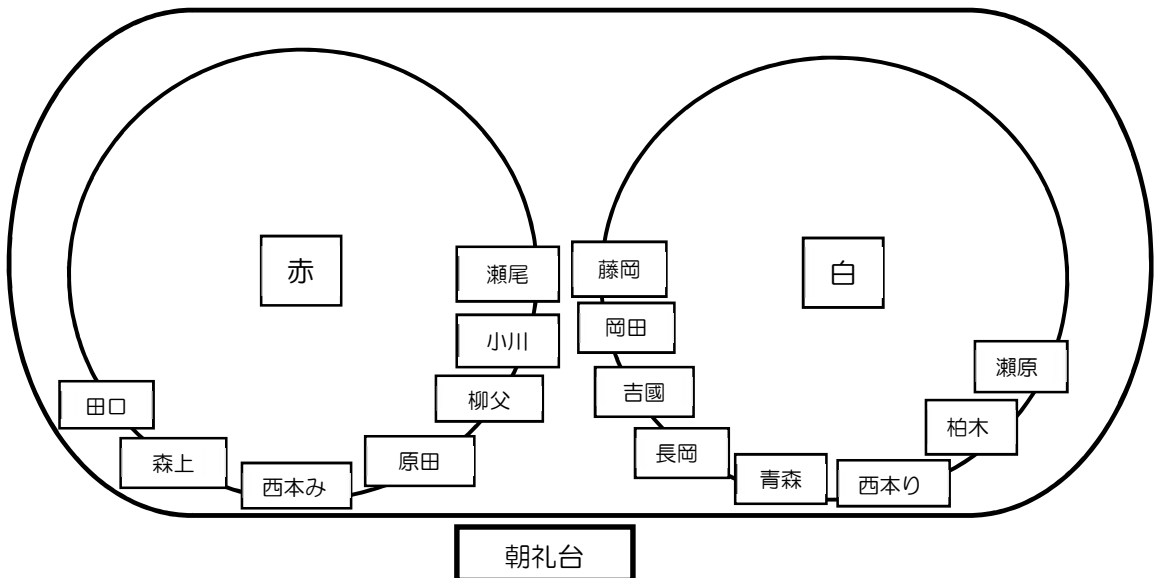 赤
白
瀬尾
藤岡
小川
岡田
瀬原
田口
柳父
吉國
柏木
森上
原田
長岡
西本み
青森
西本り
朝礼台